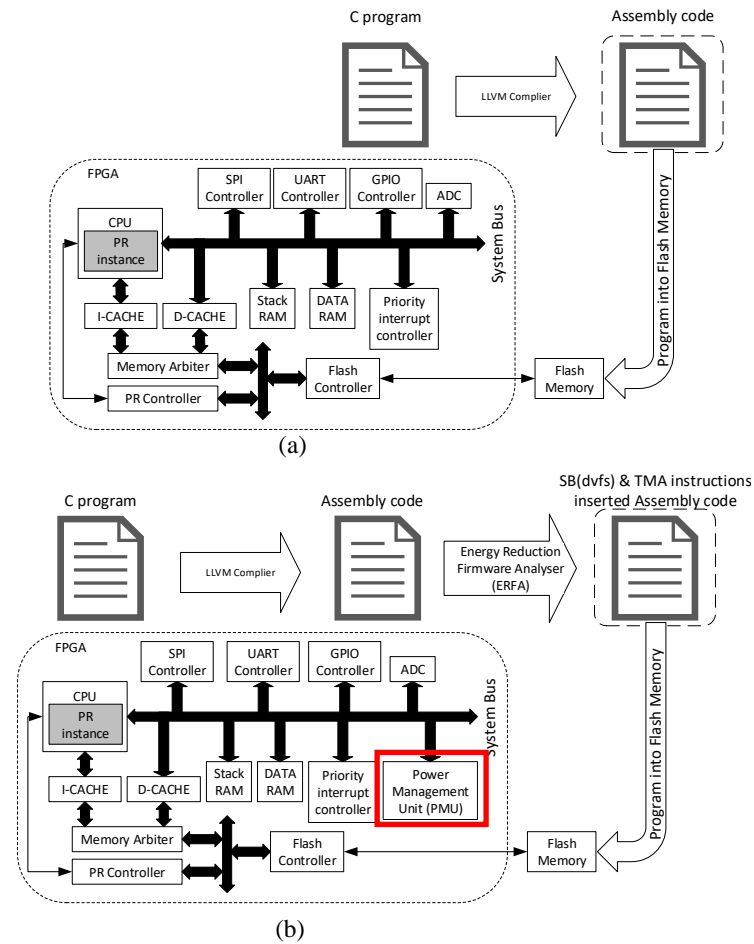 C program
Assembly code
LLVM Complier
FPGA
SPI
Controller
UART
Controller
GPIO
Controller
ADC
CPU
PR
instance
System Bus
Program into Flash Memory
I-CACHE
D-CACHE
Stack
RAM
DATA
RAM
Priority
interrupt
controller
Memory Arbiter
PR Controller
Flash
Controller
Flash
Memory
(a)
C program
Assembly code
SB(dvfs) & TMA instructions
inserted Assembly code
LLVM Complier
Energy Reduction
Firmware Analyser
(ERFA)
FPGA
SPI
Controller
UART
Controller
GPIO
Controller
ADC
CPU
PR
instance
System Bus
Program into Flash Memory
I-CACHE
D-CACHE
Stack
RAM
DATA
RAM
Priority
interrupt
controller
Power
Management
Unit (PMU)
Memory Arbiter
PR Controller
Flash
Controller
Flash
Memory
(b)